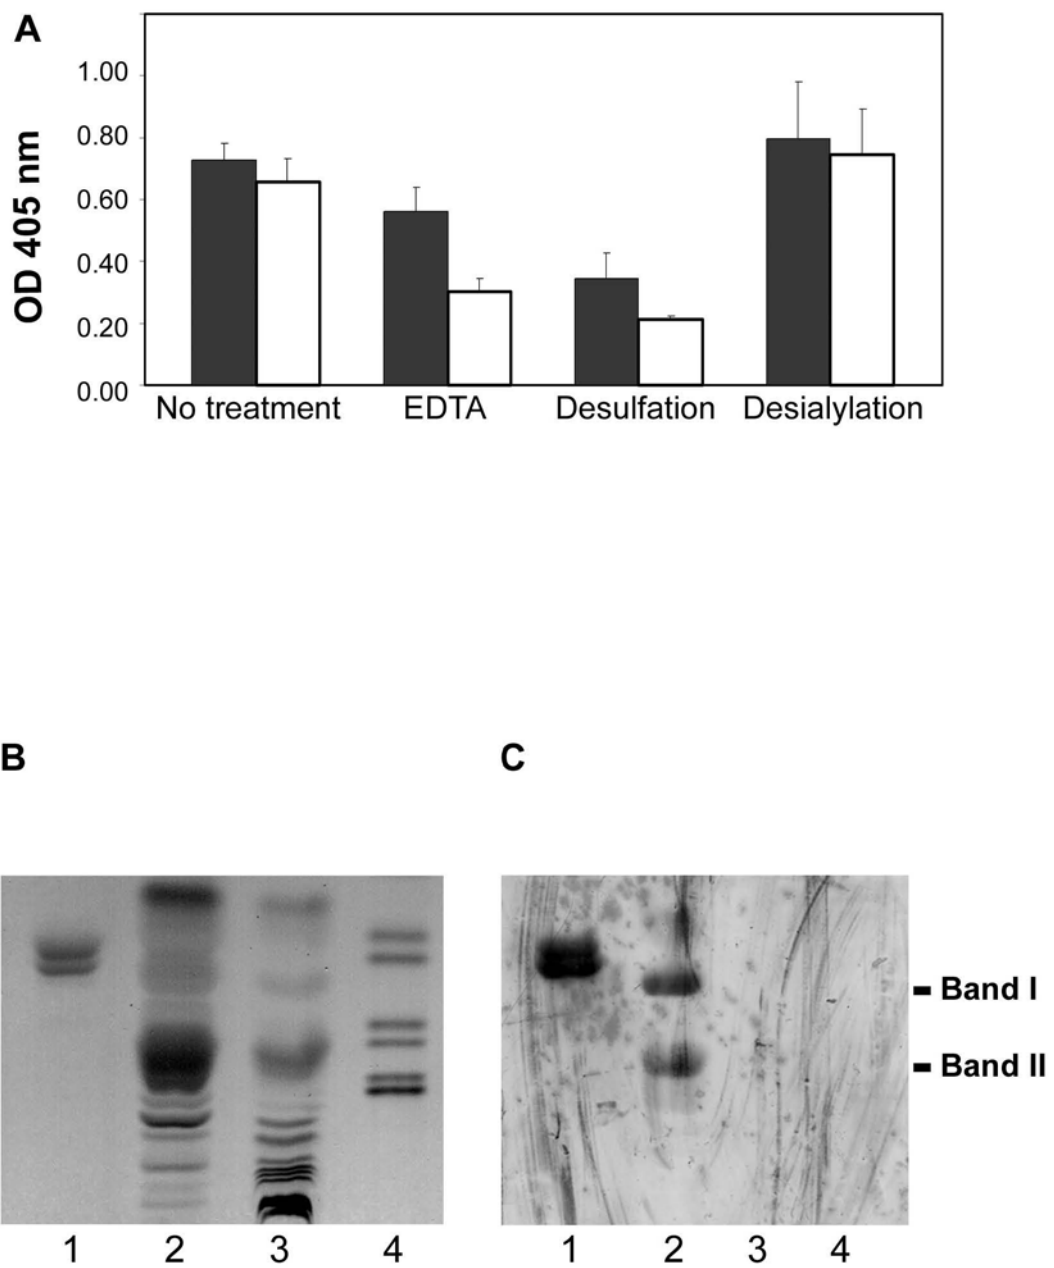 A
OD 405 nm
1.00
0.80
0.60
0.40
0.20
0.00
No treatment EDTA Desulfation Desialylation
B
C
Band I
Band II
1 2 3 4
1 2 3 4